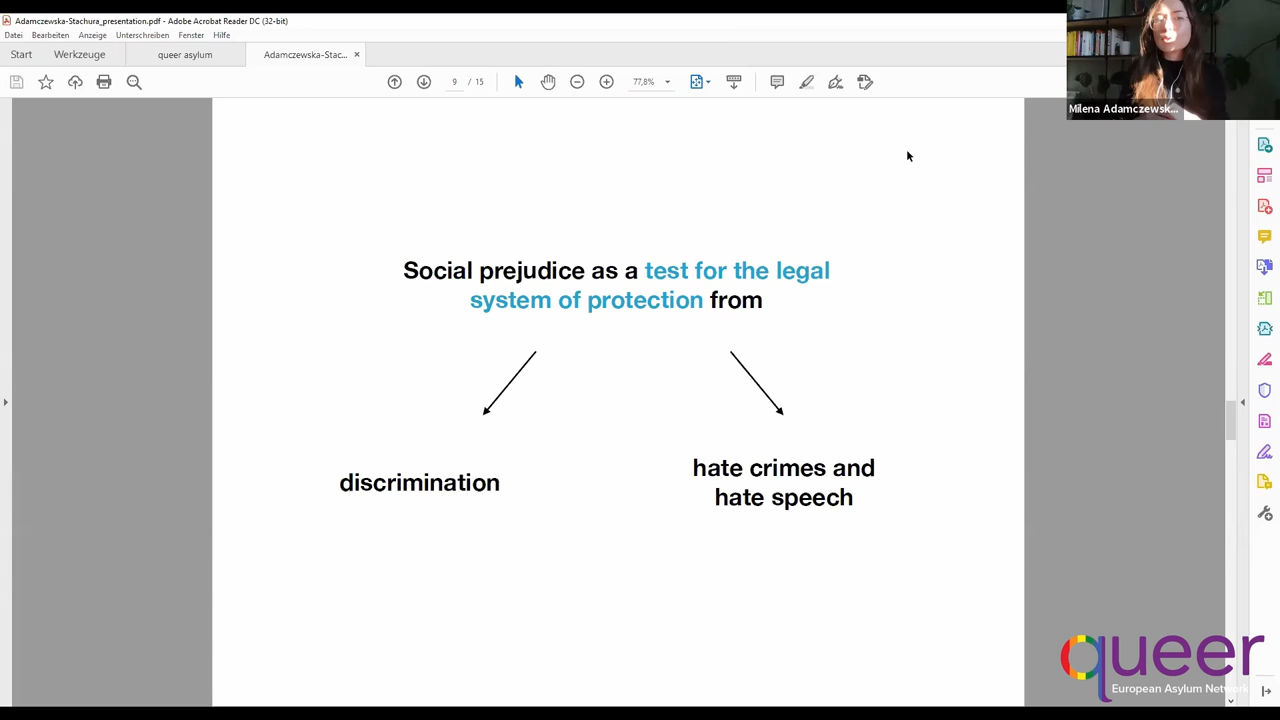 Adamczewska-Stachura_presentation.pdf - Adobe Acrobat Reader DC (32-bit)
Datei Bearbeiten Anzeige Unterschreiben Fenster Hilfe
Start Werkzeuge queer asylum Adamczewska-Stac...
9 / 15 77,8%
Milena Adamczewsk...
Social prejudice as a test for the legal
system of protection from
discrimination
hate crimes and
hate speech
queer
European Asylum Network